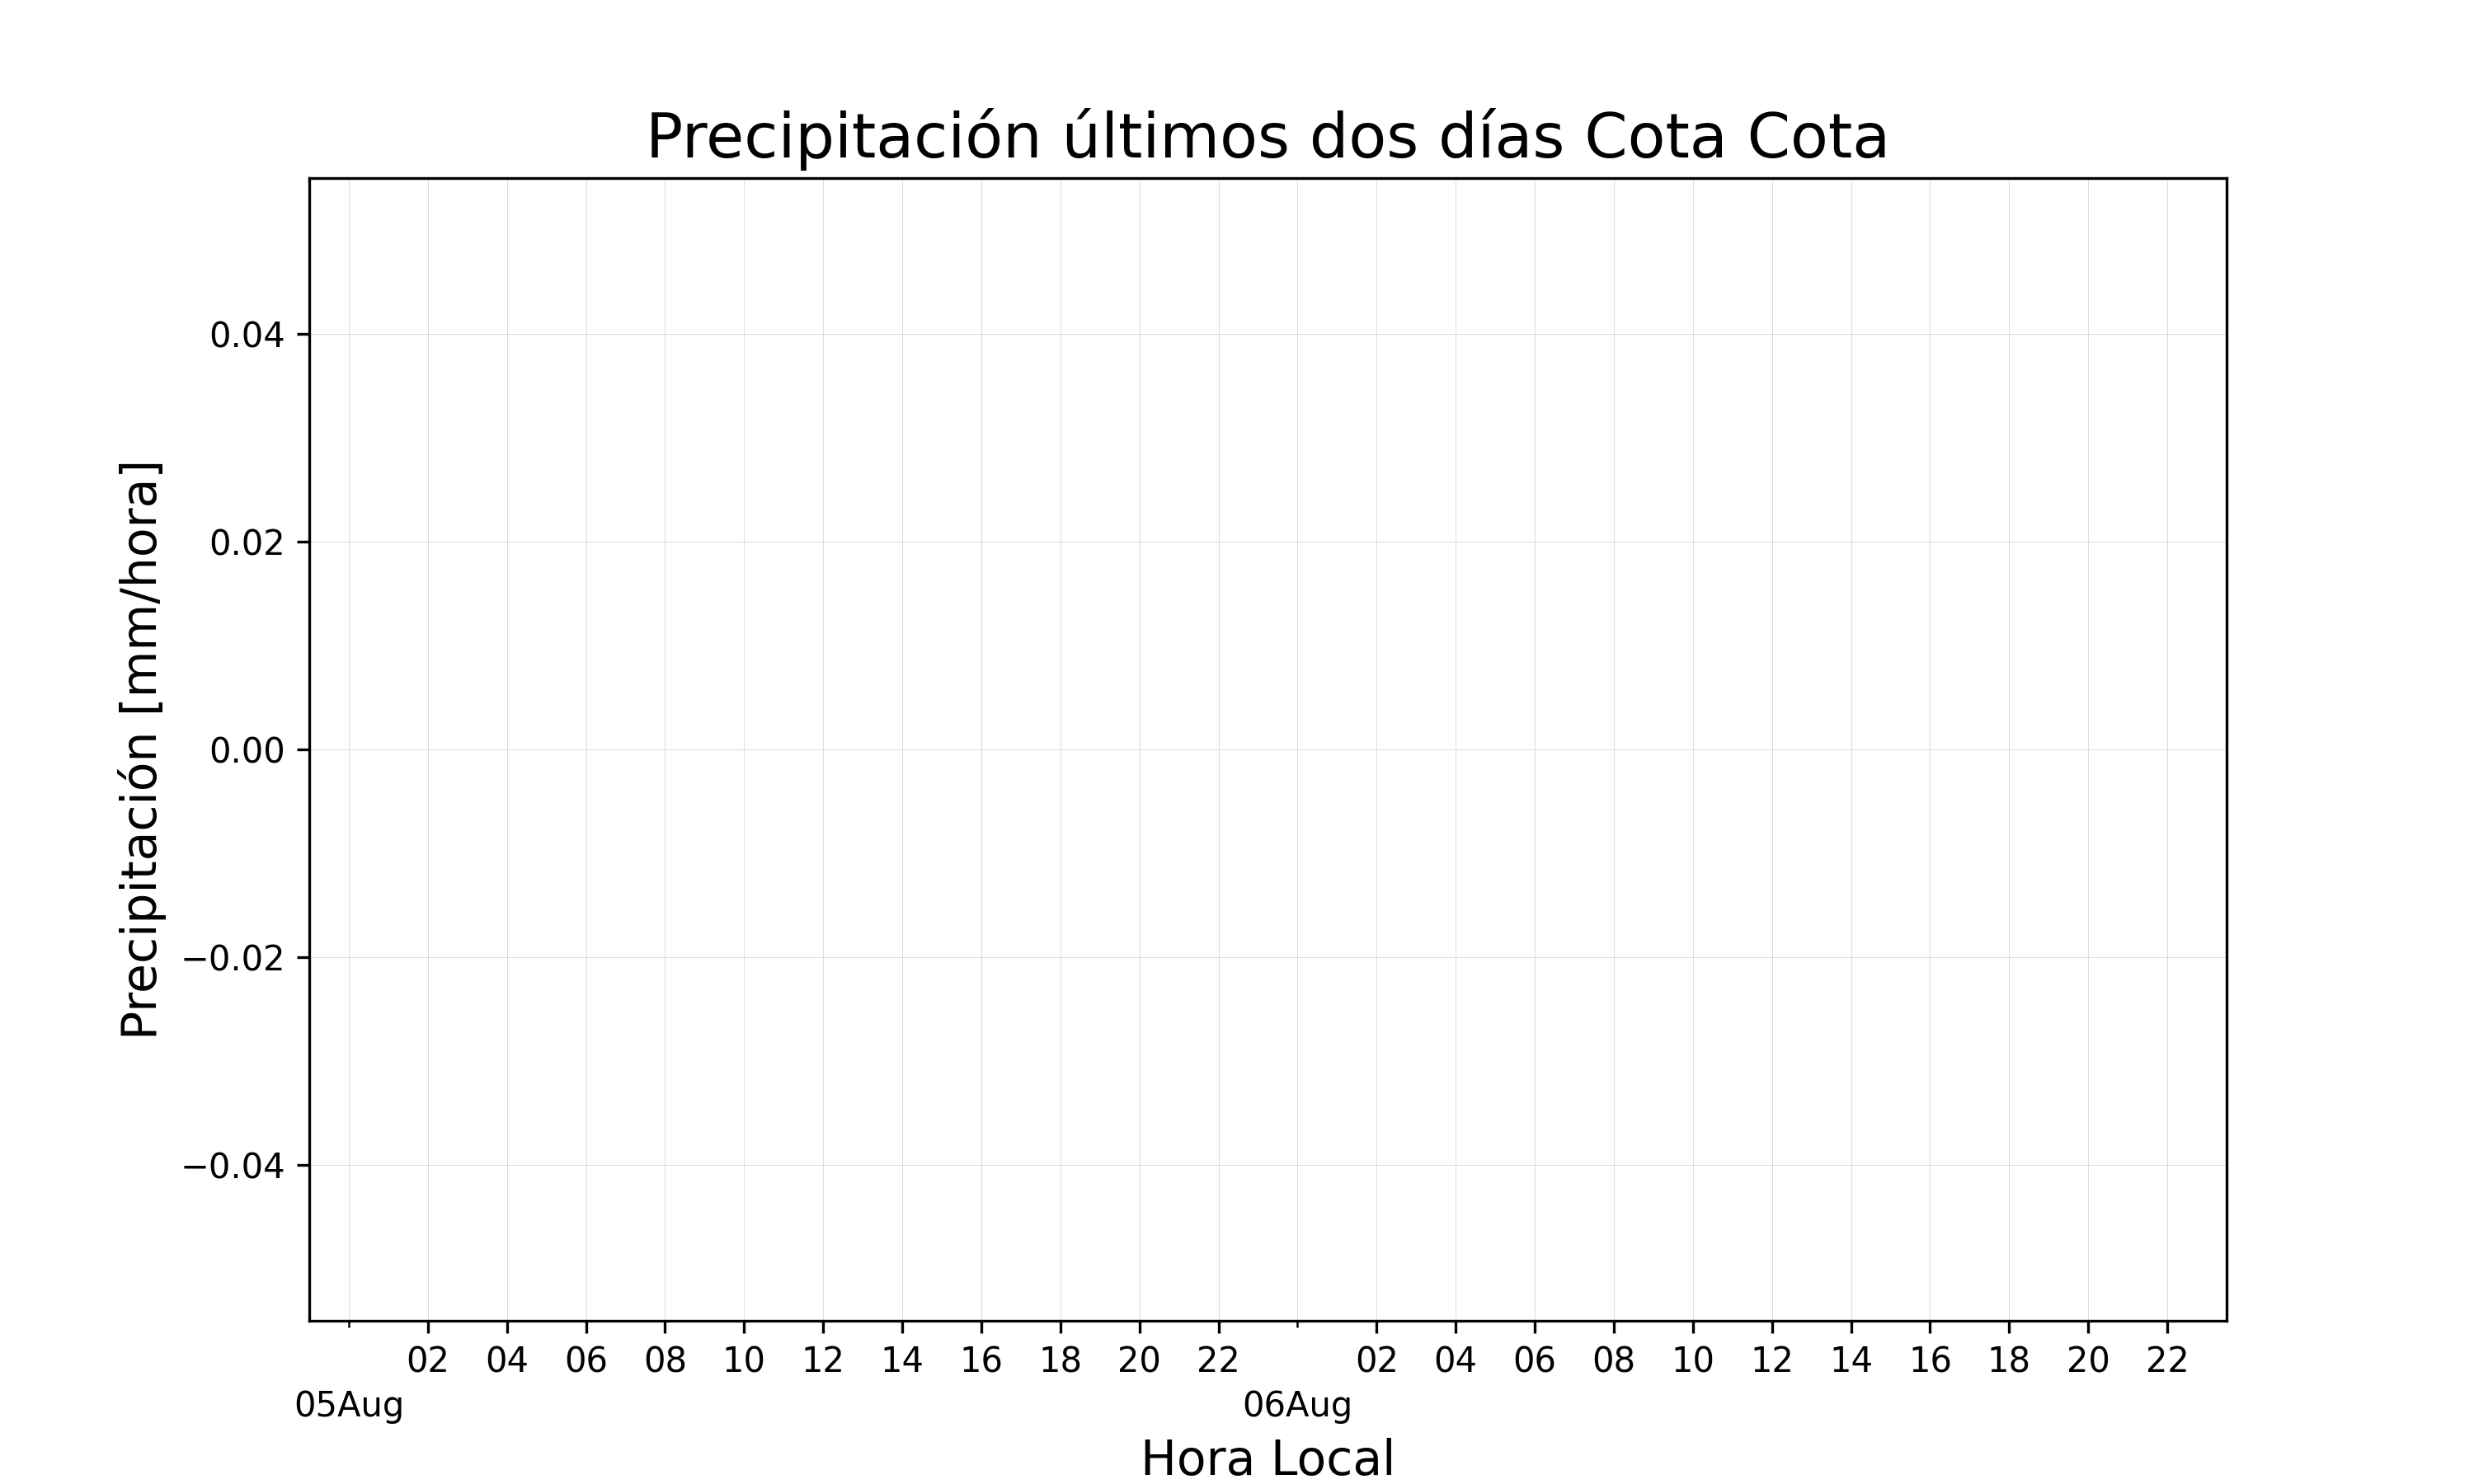 Precipitación últimos dos días Cota Cota
Precipitación [mm/hora]
0.04
0.02
0.00
−0.02
−0.04
02 04 06 08 10 12 14 16 18 20 22 02 04 06 08 10 12 14 16 18 20 22
05Aug 06Aug
Hora Local